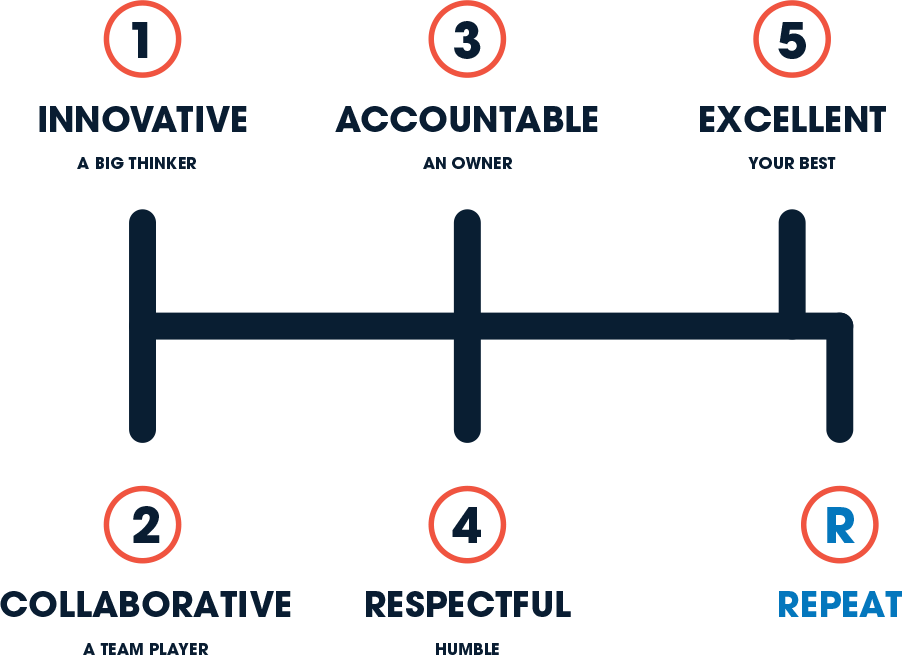 1
INNOVATIVE
A BIG THINKER
3
ACCOUNTABLE
AN OWNER
5
EXCELLENT
YOUR BEST
2
COLLABORATIVE
A TEAM PLAYER
4
RESPECTFUL
HUMBLE
R
REPEAT